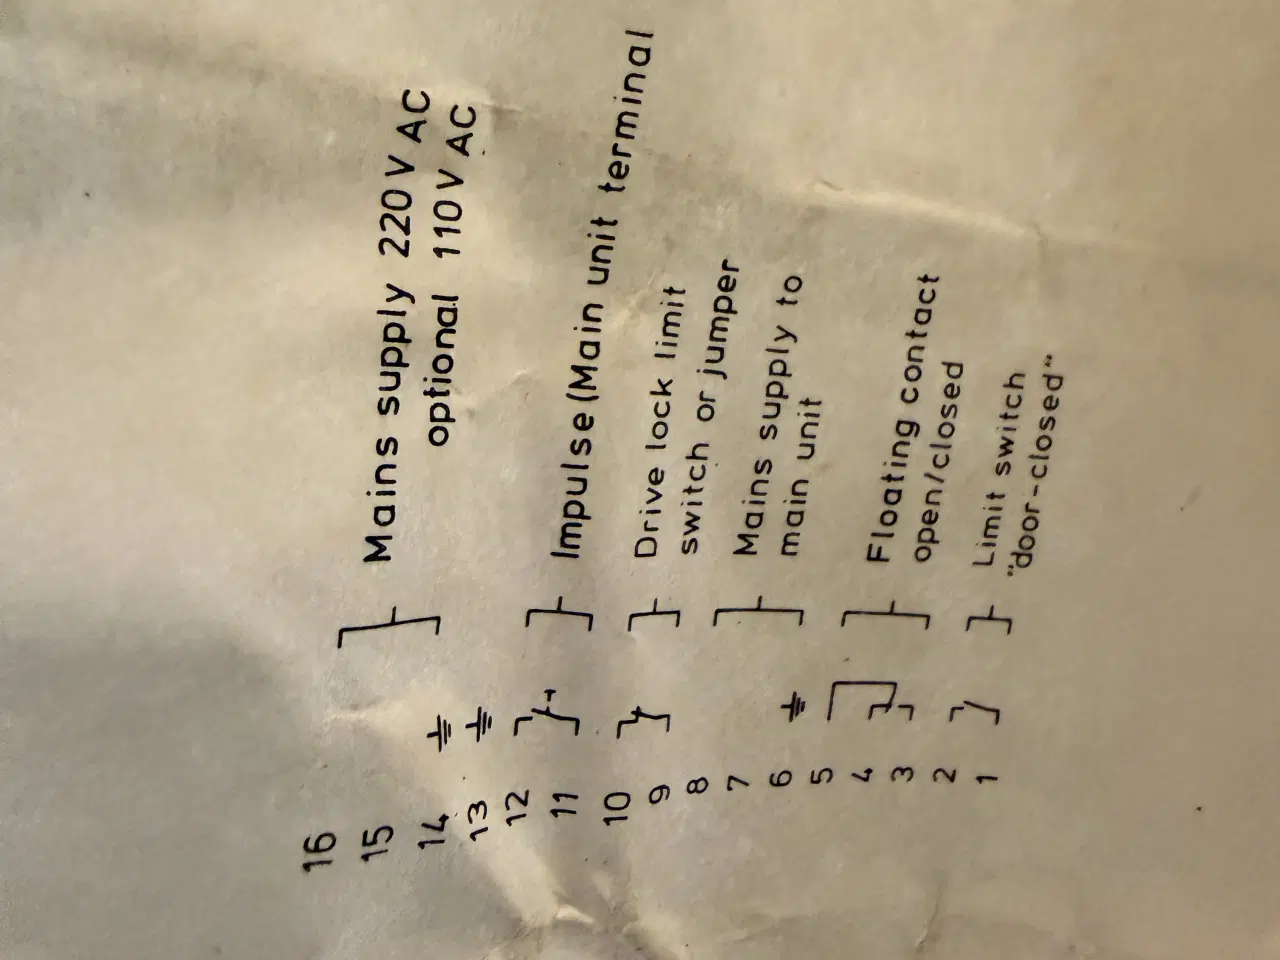 16
15
14
13
12
11
10
9
8
7
6
5
4
3
2
1
Mains supply 220V AC
optional 110V AC
Impulse (Main unit terminal
Drive lock limit
switch or jumper
Mains supply to
main unit
Floating contact
open/closed
Limit switch
"door-closed"